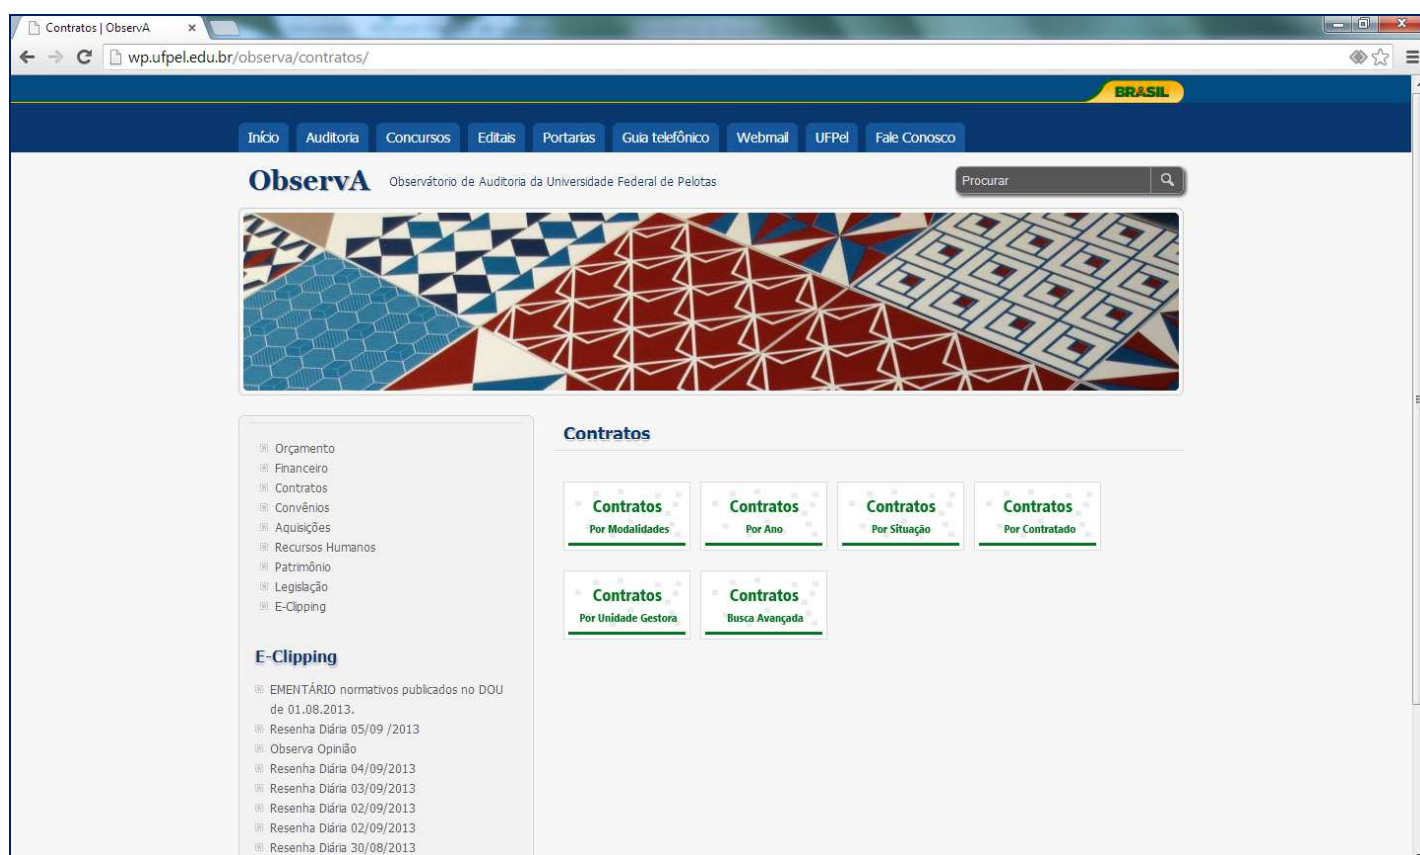 Contratos | ObservA
wp.ufpel.edu.br/observa/contratos/
BRASIL
Início Auditoria Concursos Editais Portarias Guia telefônico Webmail UFPel Fale Conosco
ObservA Observátorio de Auditoria da Universidade Federal de Pelotas Procurar
Orçamento
Financeiro
Contratos
Convênios
Aquisições
Recursos Humanos
Patrimônio
Legislação
E-Clipping
E-Clipping
EMENTÁRIO normativos publicados no DOU
de 01.08.2013.
Resenha Diária 05/09 /2013
Observa Opinião
Resenha Diária 04/09/2013
Resenha Diária 03/09/2013
Resenha Diária 02/09/2013
Resenha Diária 02/09/2013
Resenha Diária 30/08/2013
Contratos
Contratos
Por Modalidades
Contratos
Por Ano
Contratos
Por Situação
Contratos
Por Contratado
Contratos
Por Unidade Gestora
Contratos
Busca Avançada